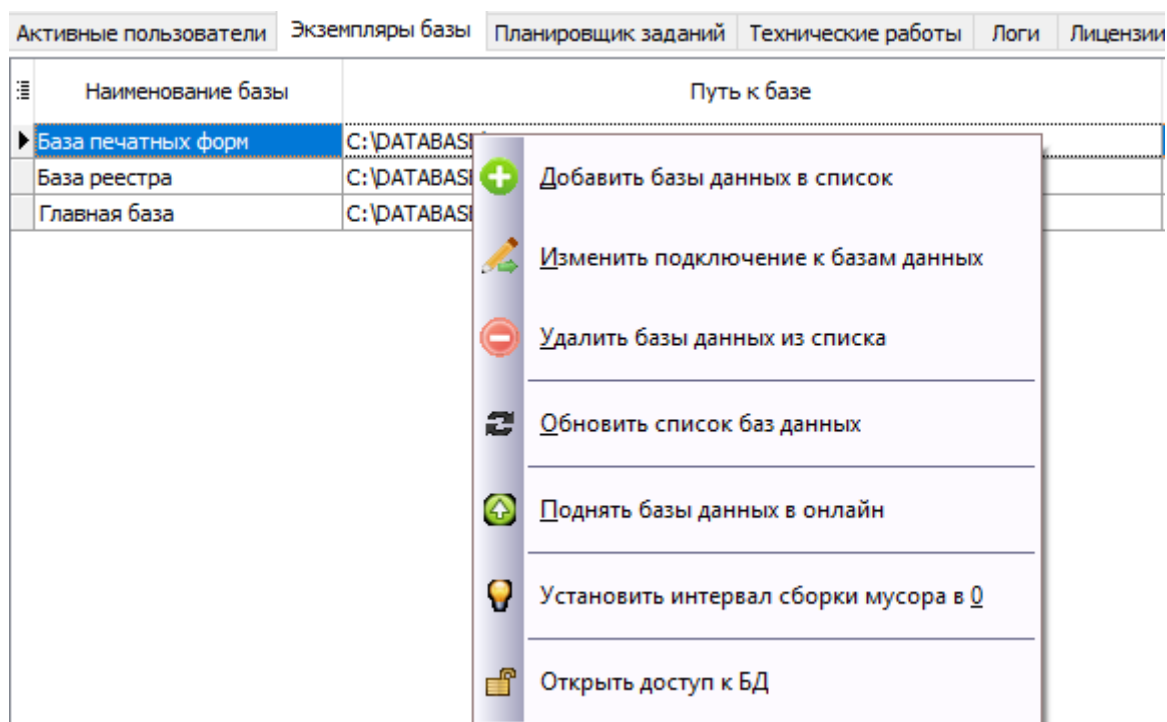 Активные пользователи Экземпляры базы Планировщик заданий Технические работы Логи Лицензии
Наименование базы Путь к базе
База печатных форм C:\DATABASE
База реестра C:\DATABASE
Главная база C:\DATABASE
Добавить базы данных в список
Изменить подключение к базам данных
Удалить базы данных из списка
Обновить список баз данных
Поднять базы данных в онлайн
Установить интервал сборки мусора в 0
Открыть доступ к БД